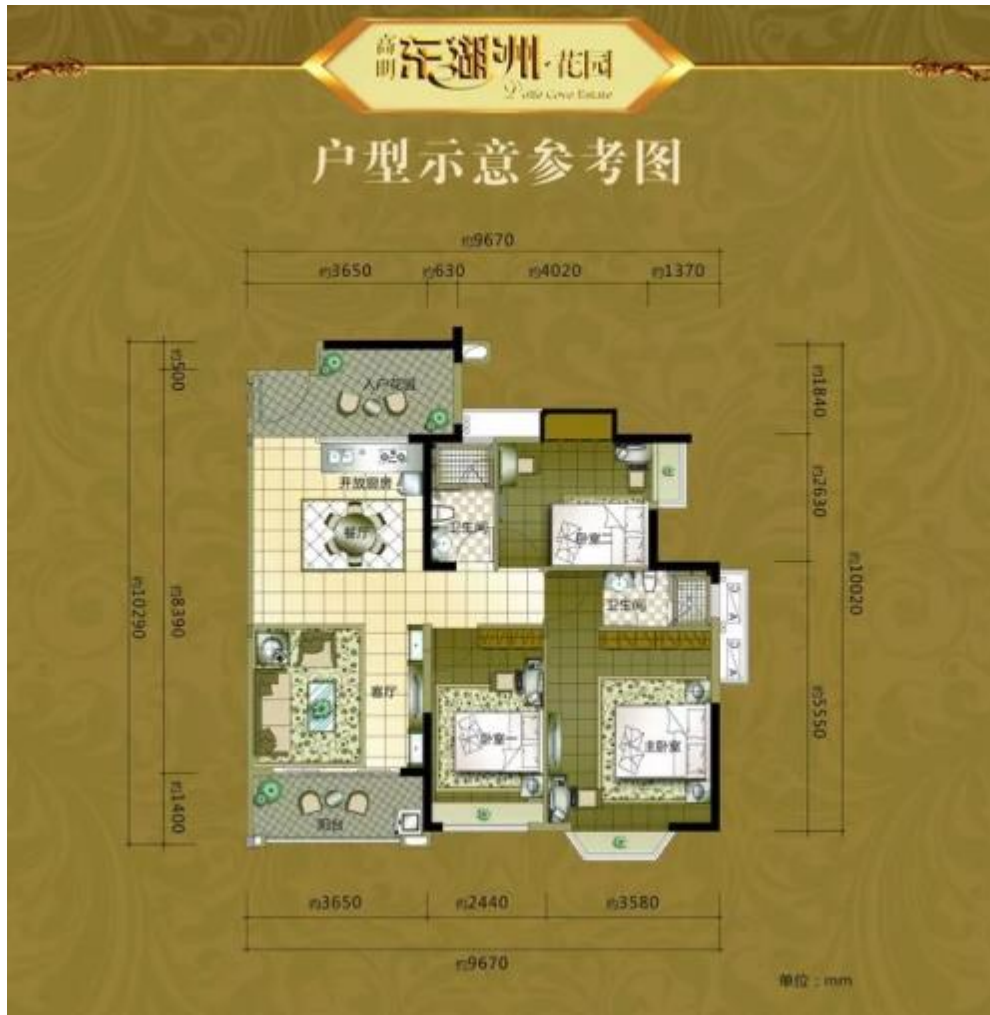 高明 东湖洲·花园
户型示意参考图
约9670
约3650 约630 约4020 约1370
约500
约8390
约1400
约10290
约1840
约2630
约5550
约10020
入户花园
开放厨房
餐厅
卫生间
卧室二
卫生间
客厅
卧室一
主卧室
阳台
约3650 约2440 约3580
约9670
单位：mm